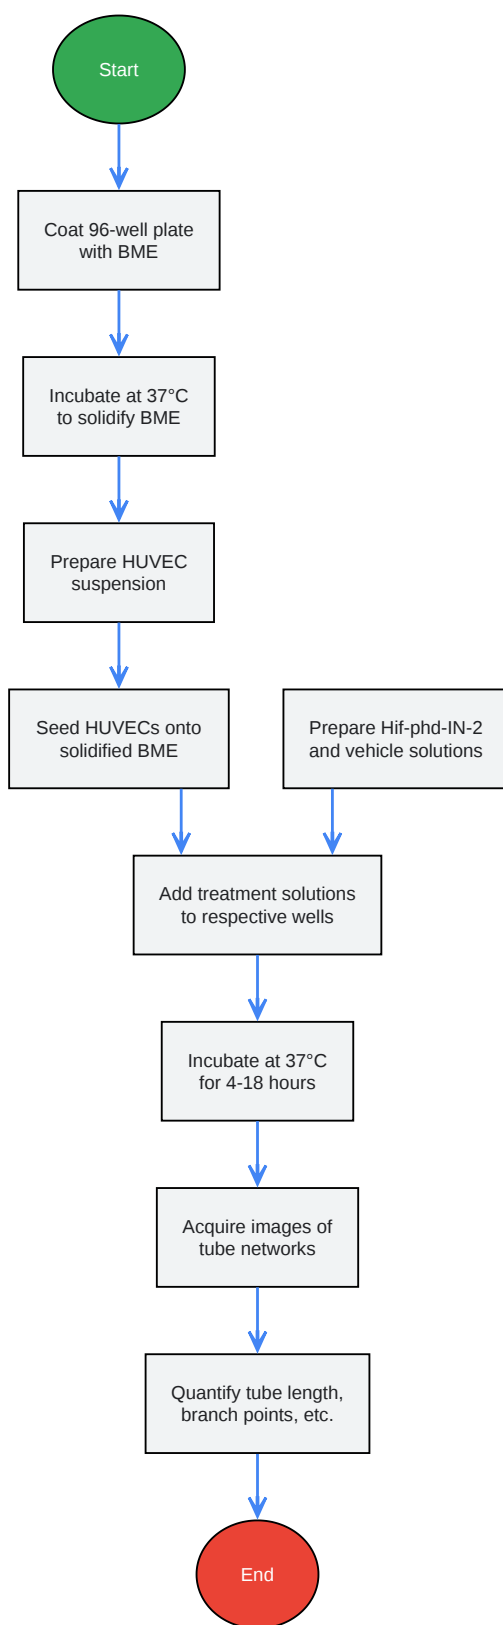 Start
Coat 96-well plate
with BME
Incubate at 37°C
to solidify BME
Prepare HUVEC
suspension
Seed HUVECs onto
solidified BME
Prepare Hif-phd-IN-2
and vehicle solutions
Add treatment solutions
to respective wells
Incubate at 37°C
for 4-18 hours
Acquire images of
tube networks
Quantify tube length,
branch points, etc.
End